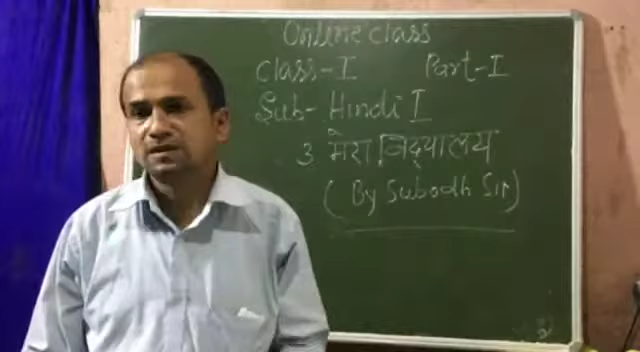 Online class
Class-I Part-I
Sub- Hindi I
3 मेरा विद्यालय
(By Subodh Sir)